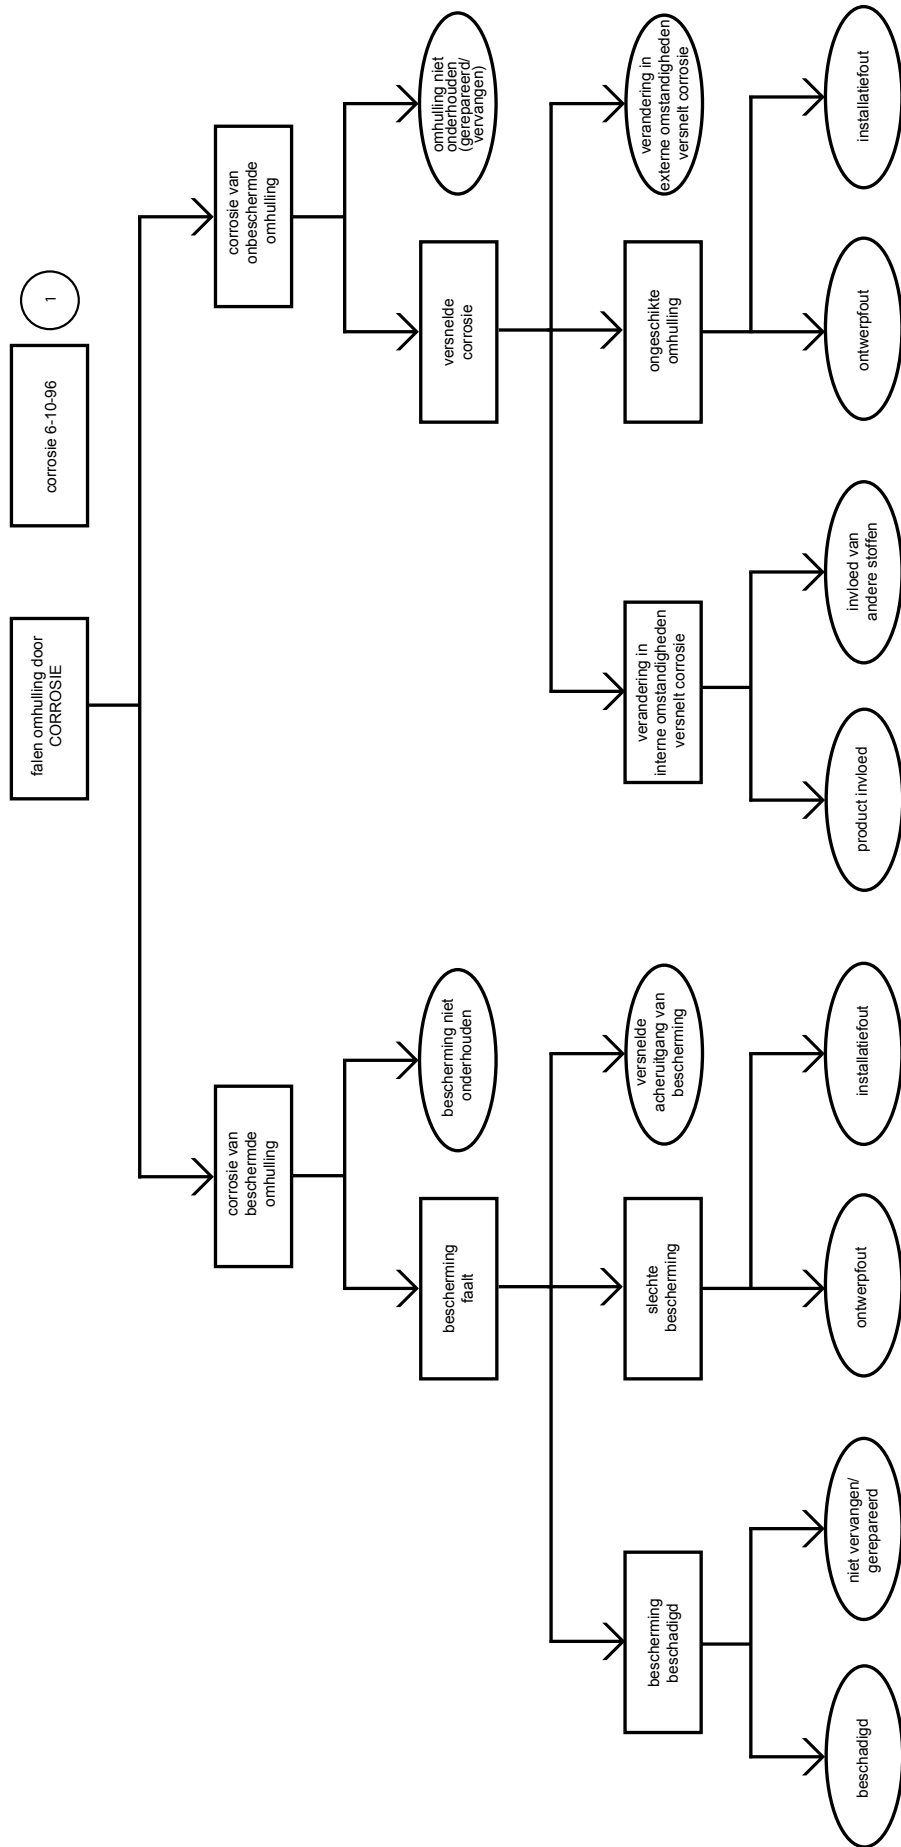 falen omhulling door
CORROSIE
corrosie 6-10-96
1
corrosie van
beschermde
omhulling
corrosie van
onbeschermde
omhulling
bescherming
faalt
bescherming niet
onderhouden
versnelde
corrosie
omhulling niet
onderhouden
(gerepareerd/
vervangen)
bescherming
beschadigd
slechte
bescherming
versnelde
acheruitgang van
bescherming
verandering in
interne omstandigheden
versnelt corrosie
ongeschikte
omhulling
verandering in
externe omstandigheden
versnelt corrosie
beschadigd
niet vervangen/
gerepareerd
ontwerpfout
installatiefout
product invloed
invloed van
andere stoffen
ontwerpfout
installatiefout